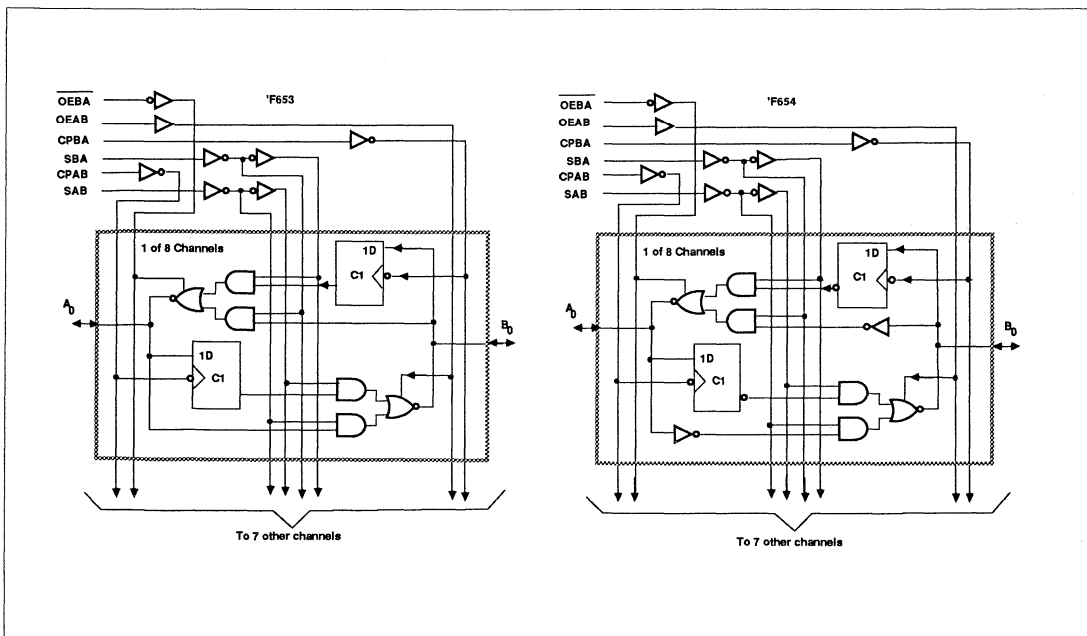 'F653
OEBA
OEAB
CPBA
SBA
CPAB
SAB
1 of 8 Channels
1D
C1
A0
B0
1D
C1
To 7 other channels
'F654
OEBA
OEAB
CPBA
SBA
CPAB
SAB
1 of 8 Channels
1D
C1
A0
B0
1D
C1
To 7 other channels